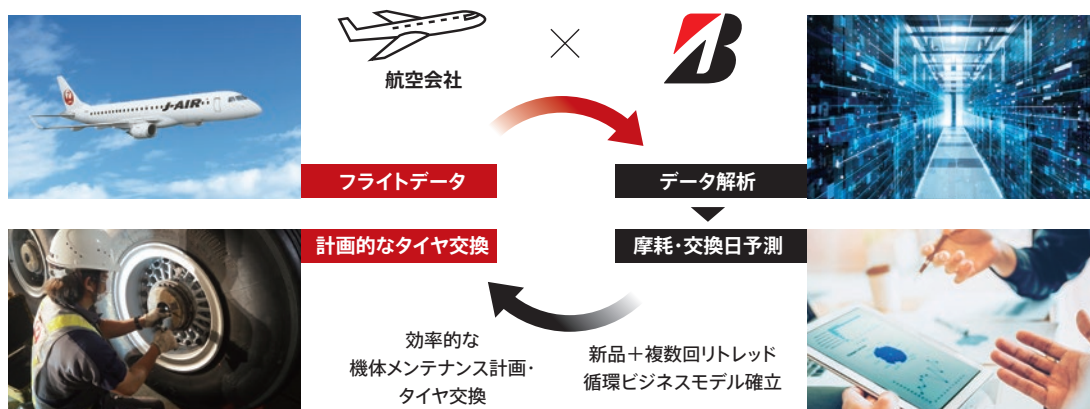 航空会社
J-AIR
フライトデータ
データ解析
計画的なタイヤ交換
摩耗・交換日予測
効率的な
機体メンテナンス計画・
タイヤ交換
新品＋複数回リトレッド
循環ビジネスモデル確立